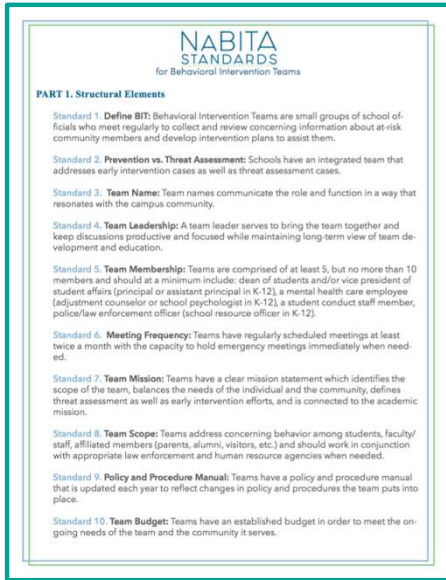 NABITA
STANDARDS
for Behavioral Intervention Teams
PART 1. Structural Elements
Standard 1. Define BIT: Behavioral Intervention Teams are small groups of school of-
ficials who meet regularly to collect and review concerning information about at-risk
community members and develop intervention plans to assist them.
Standard 2. Prevention vs. Threat Assessment: Schools have an integrated team that
addresses early intervention cases as well as threat assessment cases.
Standard 3. Team Name: Team names communicate the role and function in a way that
resonates with the campus community.
Standard 4. Team Leadership: A team leader serves to bring the team together and
keep discussions productive and focused while maintaining long-term view of team de-
velopment and education.
Standard 5. Team Membership: Teams are comprised of at least 5, but no more than 10
members and should at a minimum include: dean of students and/or vice president of
student affairs (principal or assistant principal in K-12), a mental health care employee
(adjustment counselor or school psychologist in K-12), a student conduct staff member,
police/law enforcement officer (school resource officer in K-12).
Standard 6. Meeting Frequency: Teams have regularly scheduled meetings at least
twice a month with the capacity to hold emergency meetings immediately when need-
ed.
Standard 7. Team Mission: Teams have a clear mission statement which identifies the
scope of the team, balances the needs of the individual and the community, defines
threat assessment as well as early intervention efforts, and is connected to the academic
mission.
Standard 8. Team Scope: Teams address concerning behavior among students, faculty/
staff, affiliated members (parents, alumni, visitors, etc.) and should work in conjunction
with appropriate law enforcement and human resource agencies when needed.
Standard 9. Policy and Procedure Manual: Teams have a policy and procedure manual
that is updated each year to reflect changes in policy and procedures the team puts into
place.
Standard 10. Team Budget: Teams have an established budget in order to meet the on-
going needs of the team and the community it serves.